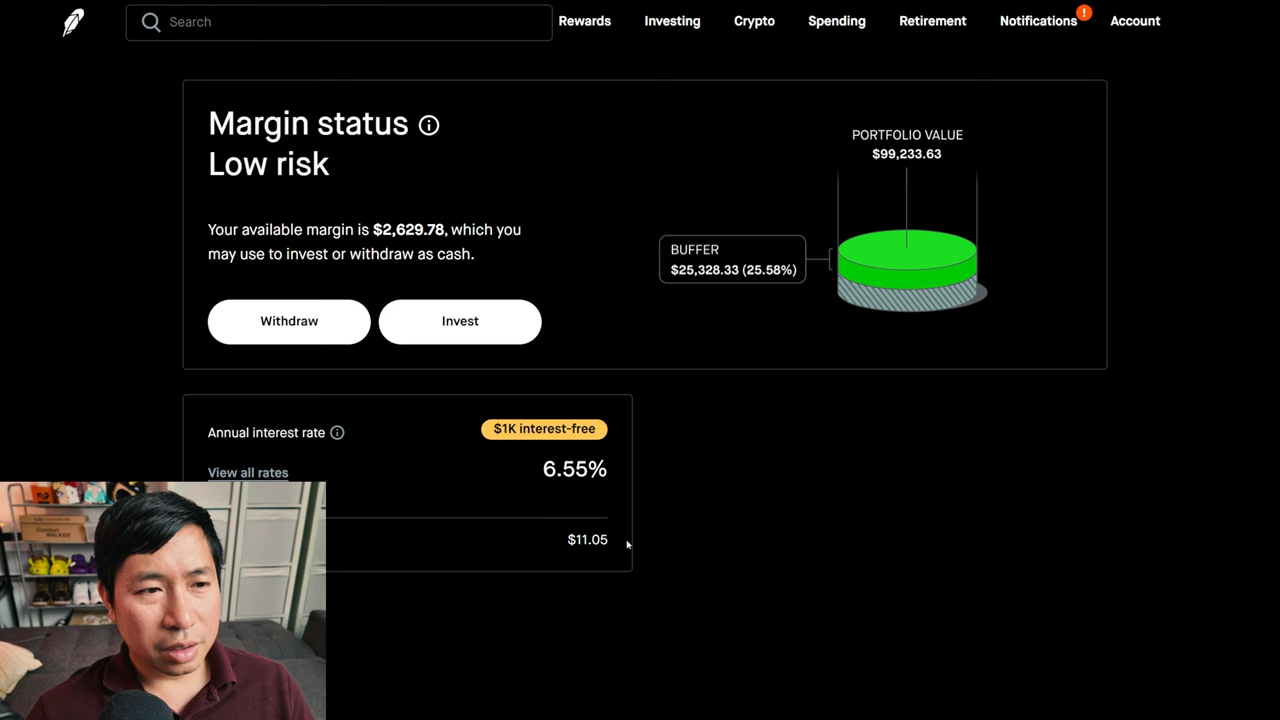 Search
Rewards
Investing
Crypto
Spending
Retirement
Notifications
!
Account
Margin status
Low risk
Your available margin is $2,629.78, which you
may use to invest or withdraw as cash.
Withdraw
Invest
PORTFOLIO VALUE
$99,233.63
BUFFER
$25,328.33 (25.58%)
Annual interest rate
$1K interest-free
View all rates
6.55%
$11.05
WALKER